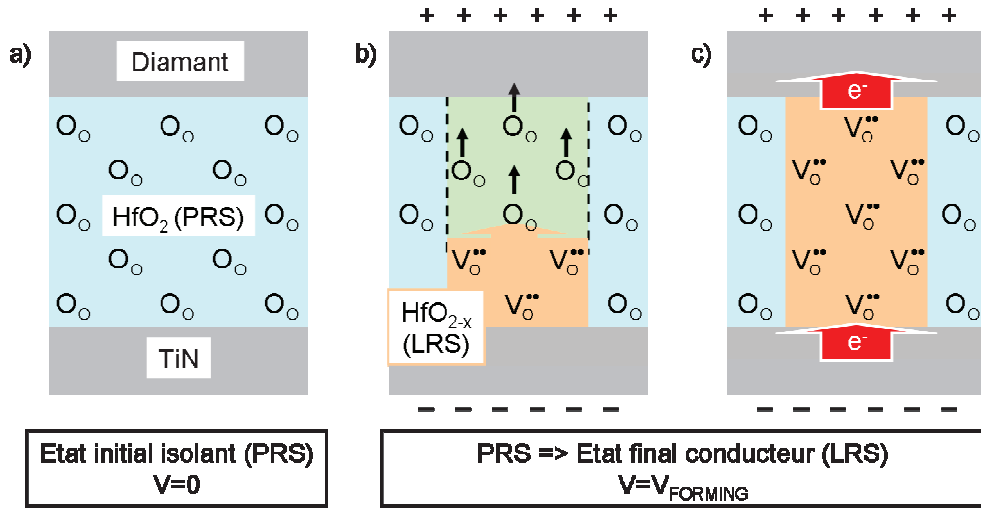 a)
Diamant
O_O O_O O_O
O_O O_O
O_O HfO₂ (PRS) O_O
O_O O_O
O_O O_O O_O
TiN
Etat initial isolant (PRS)
V=0
+ + + + + +
b)
O_O O_O O_O
O_O O_O
O_O O_O O_O
V_O^•• V_O^••
V_O^•• O_O
HfO₂₋ₓ
(LRS)
– – – – – –
+ + + + + +
c)
e⁻
O_O V_O^•• O_O
V_O^•• V_O^••
O_O V_O^•• O_O
V_O^•• V_O^••
O_O V_O^•• O_O
e⁻
– – – – – –
PRS => Etat final conducteur (LRS)
V=V_FORMING